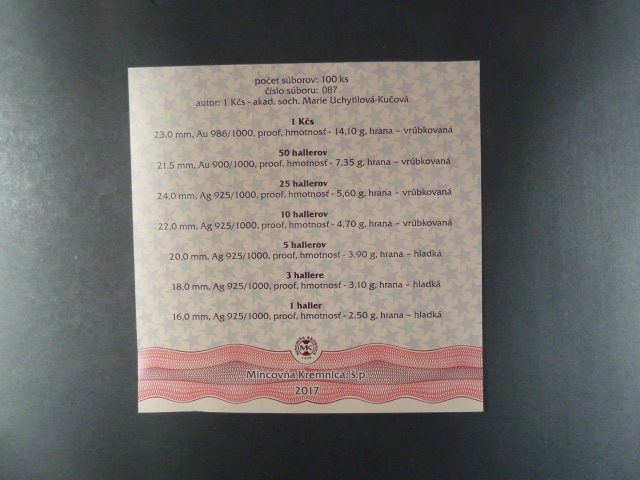 počet súborov: 100 ks
číslo súboru: 087
autor: 1 Kčs - akad. soch. Marie Uchytilová-Kučová
1 Kčs
23,0 mm, Au 986/1000, proof, hmotnosť - 14,10 g, hrana – vrúbkovaná
50 halierov
21,5 mm, Au 900/1000, proof, hmotnosť - 7,35 g, hrana – vrúbkovaná
25 halierov
24,0 mm, Ag 925/1000, proof, hmotnosť - 5,60 g, hrana – vrúbkovaná
10 halierov
22,0 mm, Ag 925/1000, proof, hmotnosť - 4,70 g, hrana – vrúbkovaná
5 halierov
20,0 mm, Ag 925/1000, proof, hmotnosť - 3,90 g, hrana – hladká
3 haliere
18,0 mm, Ag 925/1000, proof, hmotnosť - 3,10 g, hrana – hladká
1 halier
16,0 mm, Ag 925/1000, proof, hmotnosť - 2,50 g, hrana – hladká
MK
Mincovňa Kremnica, š.p.
2017